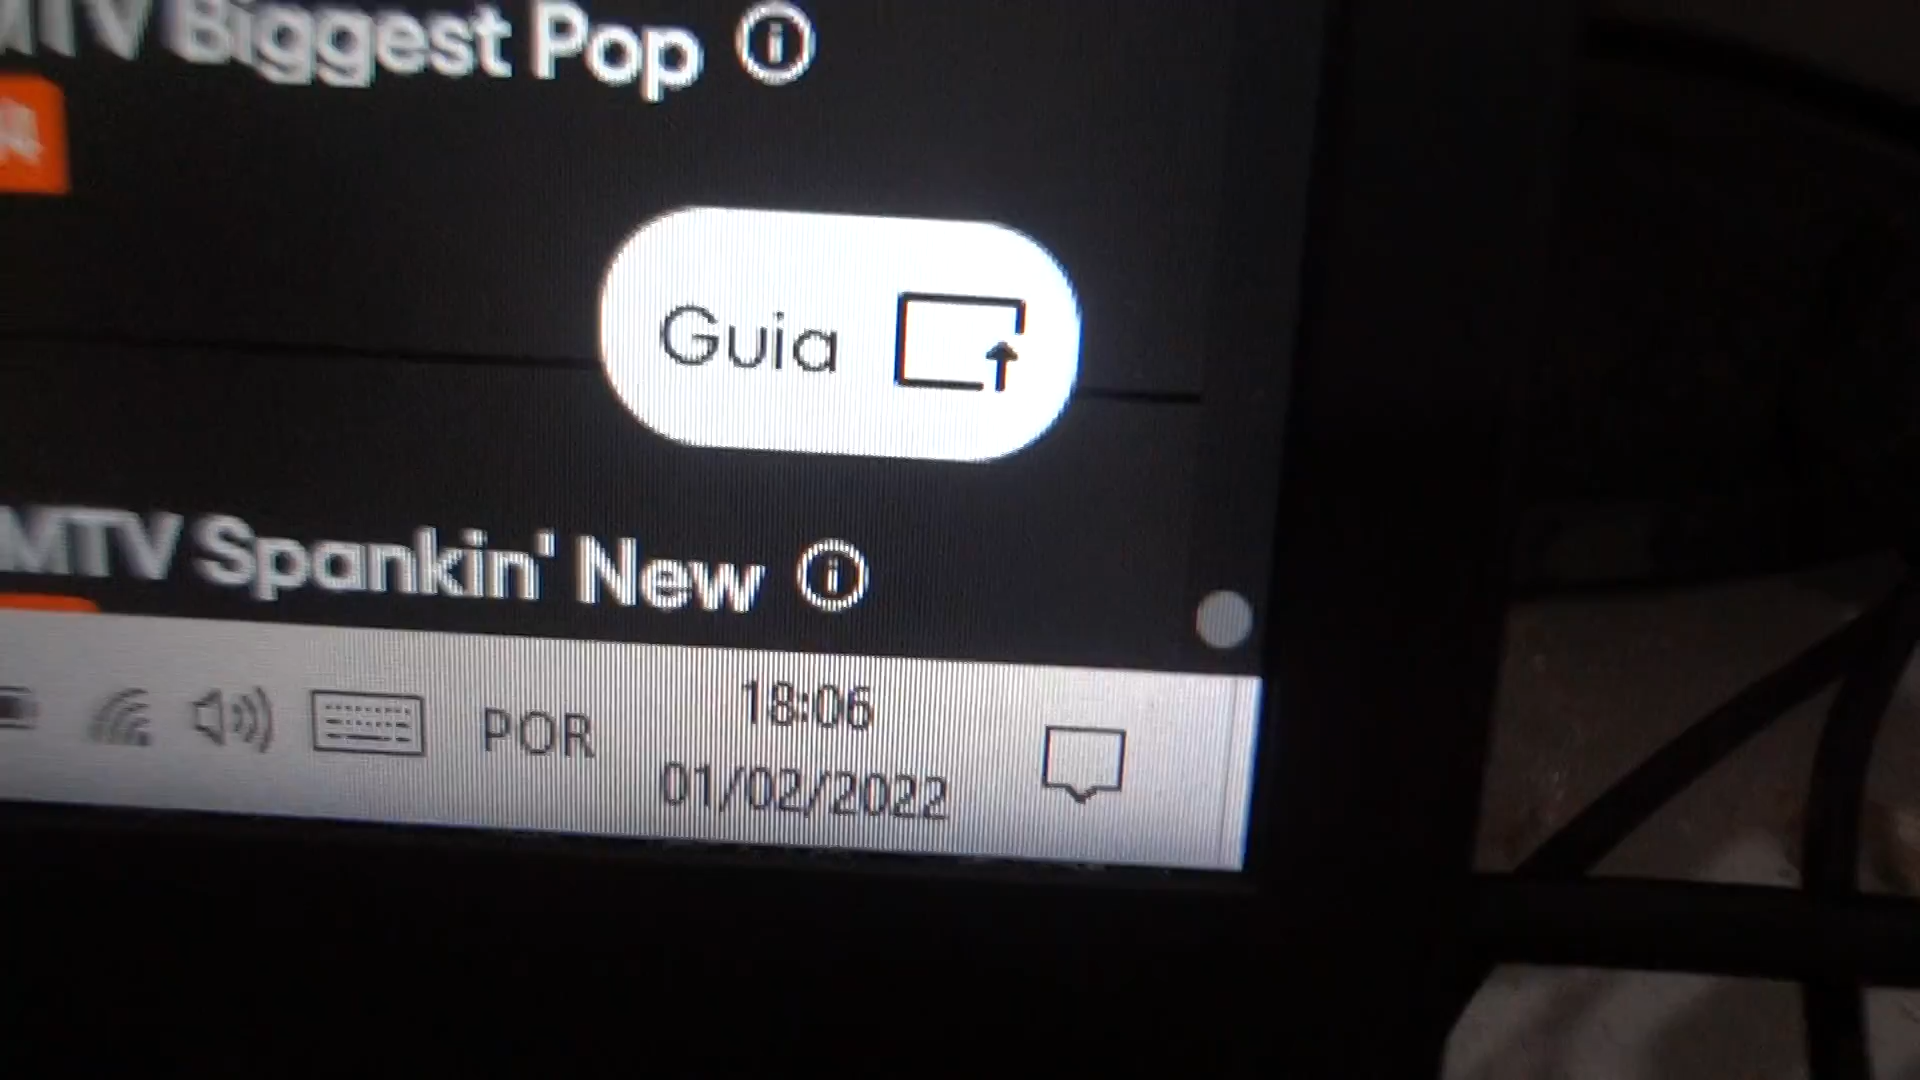 MTV Biggest Pop
Guia
MTV Spankin' New
POR
18:06
01/02/2022